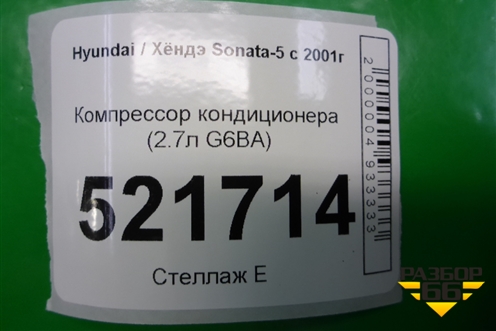 Hyundai / Хёндэ Sonata-5 с 2001г
Компрессор кондиционера
(2.7л G6BA)
521714
Стеллаж E
2000004933333
РАЗБОР
66